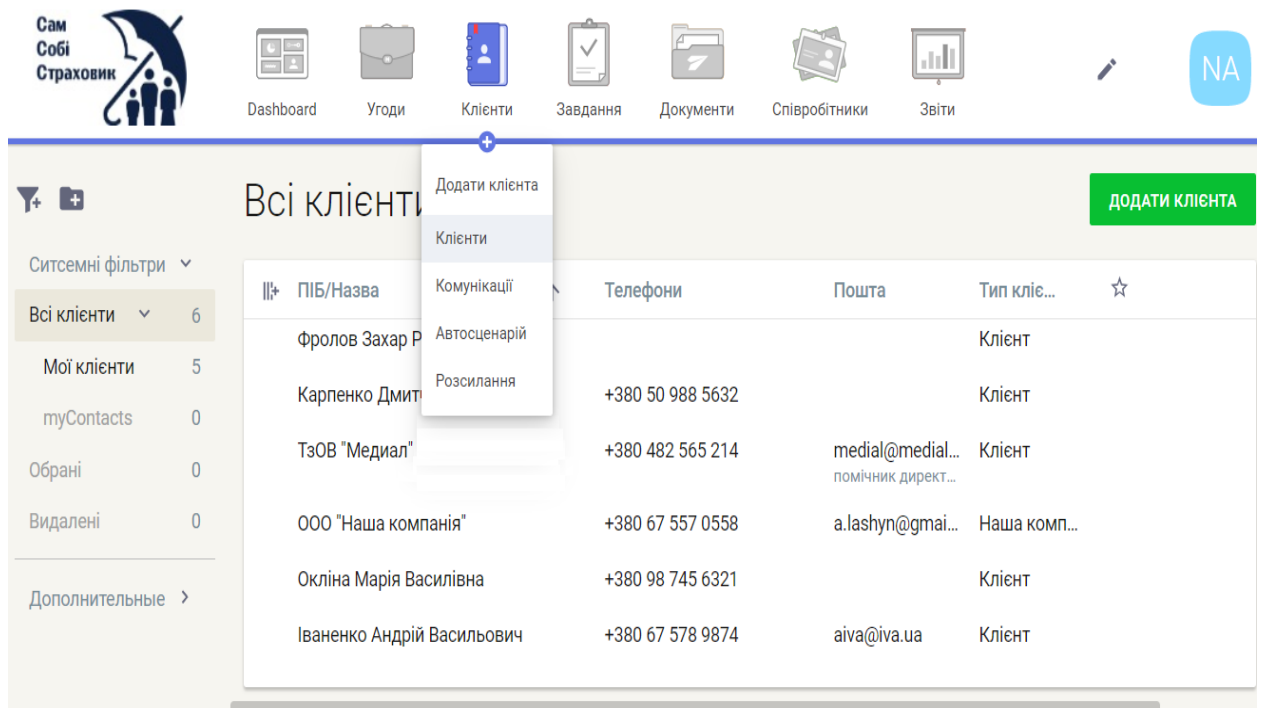 Сам
Собі
Страховик
Dashboard
Угоди
Клієнти
Завдання
Документи
Співробітники
Звіти
NA
Додати клієнта
Клієнти
Комунікації
Автосценарій
Розсилання
Всі клієнти
ДОДАТИ КЛІЄНТА
Ситсемні фільтри
Всі клієнти 6
Мої клієнти 5
myContacts 0
Обрані 0
Видалені 0
Дополнительные
ПІБ/Назва Телефони Пошта Тип кліє...
Фролов Захар Клієнт
Карпенко +380 50 988 5632 Клієнт
ТзОВ "Медиал" +380 482 565 214 medial@medial... Клієнт
помічник директ...
ООО "Наша компанія" +380 67 557 0558 a.lashyn@gmai... Наша комп...
Окліна Марія Василівна +380 98 745 6321 Клієнт
Іваненко Андрій Васильович +380 67 578 9874 aiva@iva.ua Клієнт